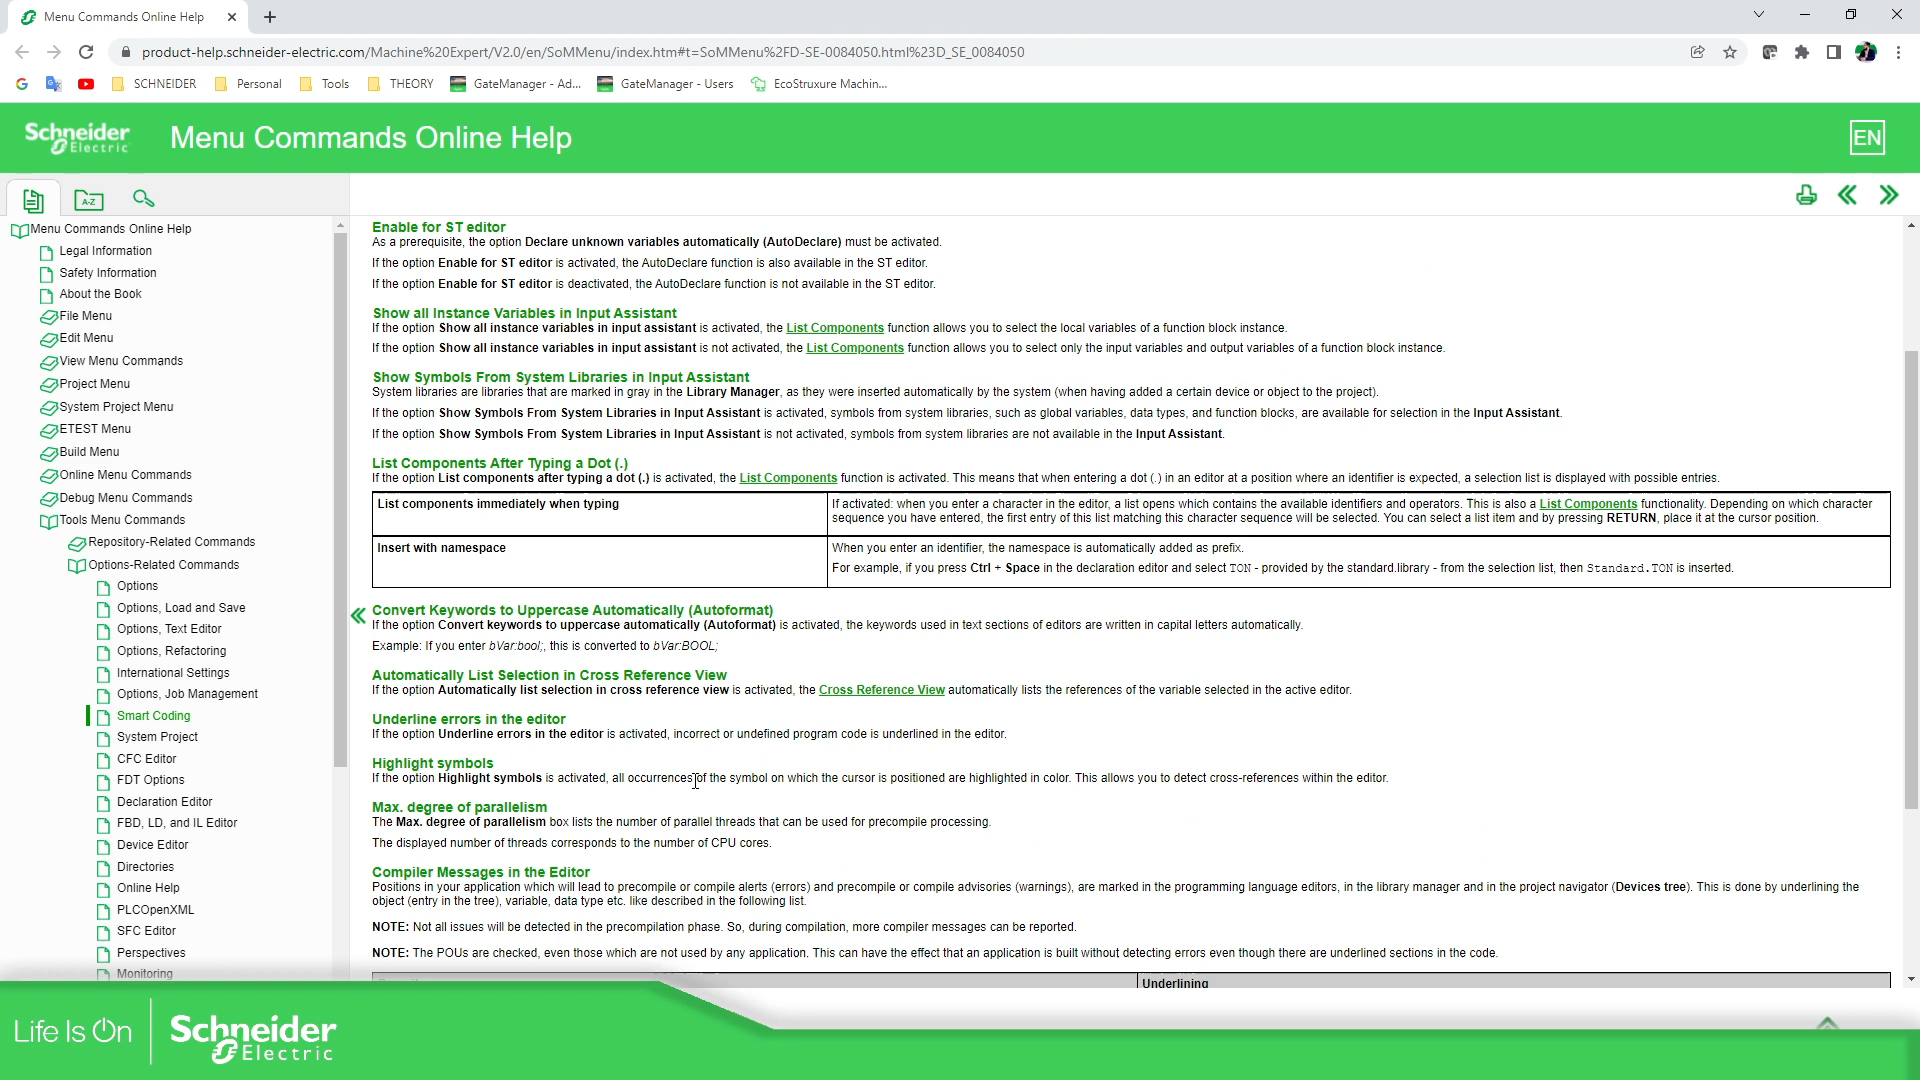 Menu Commands Online Help
product-help.schneider-electric.com/Machine%20Expert/V2.0/en/SoMMenu/index.htm#t=SoMMenu%2FD-SE-0084050.html%23D_SE_0084050
SCHNEIDER Personal Tools THEORY GateManager - Ad... GateManager - Users EcoStruxure Machin...
Schneider Electric Menu Commands Online Help EN
A-Z
Menu Commands Online Help
Legal Information
Safety Information
About the Book
File Menu
Edit Menu
View Menu Commands
Project Menu
System Project Menu
ETEST Menu
Build Menu
Online Menu Commands
Debug Menu Commands
Tools Menu Commands
Repository-Related Commands
Options-Related Commands
Options
Options, Load and Save
Options, Text Editor
Options, Refactoring
International Settings
Options, Job Management
Smart Coding
System Project
CFC Editor
FDT Options
Declaration Editor
FBD, LD, and IL Editor
Device Editor
Directories
Online Help
PLCOpenXML
SFC Editor
Perspectives
Monitoring
Enable for ST editor
As a prerequisite, the option Declare unknown variables automatically (AutoDeclare) must be activated.
If the option Enable for ST editor is activated, the AutoDeclare function is also available in the ST editor.
If the option Enable for ST editor is deactivated, the AutoDeclare function is not available in the ST editor.
Show all Instance Variables in Input Assistant
If the option Show all instance variables in input assistant is activated, the List Components function allows you to select the local variables of a function block instance.
If the option Show all instance variables in input assistant is not activated, the List Components function allows you to select only the input variables and output variables of a function block instance.
Show Symbols From System Libraries in Input Assistant
System libraries are libraries that are marked in gray in the Library Manager, as they were inserted automatically by the system (when having added a certain device or object to the project).
If the option Show Symbols From System Libraries in Input Assistant is activated, symbols from system libraries, such as global variables, data types, and function blocks, are available for selection in the Input Assistant.
If the option Show Symbols From System Libraries in Input Assistant is not activated, symbols from system libraries are not available in the Input Assistant.
List Components After Typing a Dot (.)
If the option List components after typing a dot (.) is activated, the List Components function is activated. This means that when entering a dot (.) in an editor at a position where an identifier is expected, a selection list is displayed with possible entries.
List components immediately when typing
If activated: when you enter a character in the editor, a list opens which contains the available identifiers and operators. This is also a List Components functionality. Depending on which character
sequence you have entered, the first entry of this list matching this character sequence will be selected. You can select a list item and by pressing RETURN, place it at the cursor position.
Insert with namespace
When you enter an identifier, the namespace is automatically added as prefix.
For example, if you press Ctrl + Space in the declaration editor and select TON - provided by the standard.library - from the selection list, then Standard.TON is inserted.
Convert Keywords to Uppercase Automatically (Autoformat)
If the option Convert keywords to uppercase automatically (Autoformat) is activated, the keywords used in text sections of editors are written in capital letters automatically.
Example: If you enter bVar:bool;, this is converted to bVar:BOOL;
Automatically List Selection in Cross Reference View
If the option Automatically list selection in cross reference view is activated, the Cross Reference View automatically lists the references of the variable selected in the active editor.
Underline errors in the editor
If the option Underline errors in the editor is activated, incorrect or undefined program code is underlined in the editor.
Highlight symbols
If the option Highlight symbols is activated, all occurrences of the symbol on which the cursor is positioned are highlighted in color. This allows you to detect cross-references within the editor.
Max. degree of parallelism
The Max. degree of parallelism box lists the number of parallel threads that can be used for precompile processing.
The displayed number of threads corresponds to the number of CPU cores.
Compiler Messages in the Editor
Positions in your application which will lead to precompile or compile alerts (errors) and precompile or compile advisories (warnings), are marked in the programming language editors, in the library manager and in the project navigator (Devices tree). This is done by underlining the
object (entry in the tree), variable, data type etc. like described in the following list.
NOTE: Not all issues will be detected in the precompilation phase. So, during compilation, more compiler messages can be reported.
NOTE: The POUs are checked, even those which are not used by any application. This can have the effect that an application is built without detecting errors even though there are underlined sections in the code.
Underlining
Life Is On Schneider Electric